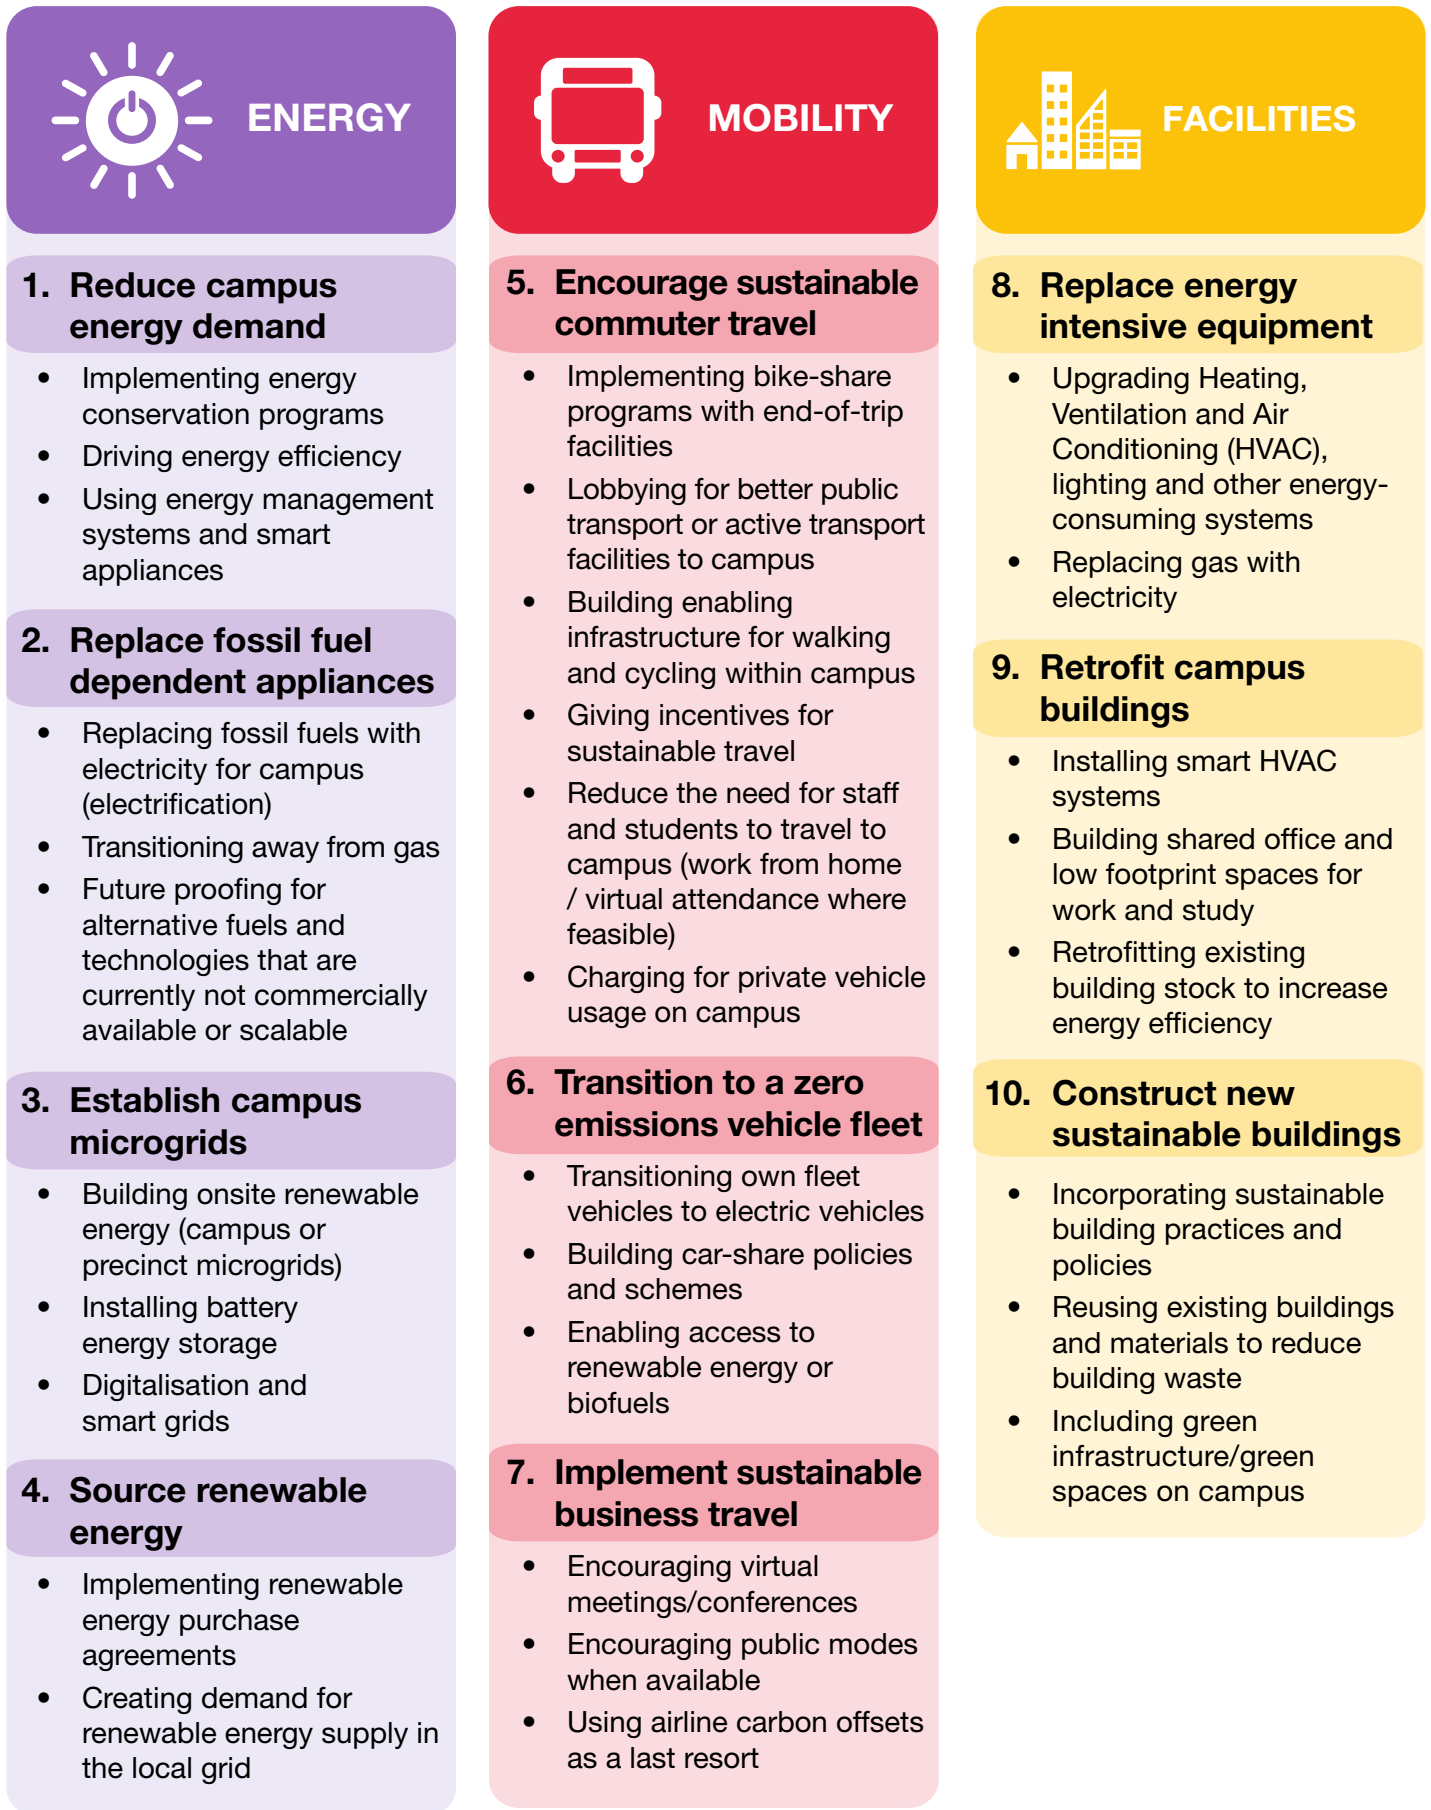 ENERGY
1. Reduce campus
energy demand
• Implementing energy
conservation programs
• Driving energy efficiency
• Using energy management
systems and smart
appliances
2. Replace fossil fuel
dependent appliances
• Replacing fossil fuels with
electricity for campus
(electrification)
• Transitioning away from gas
• Future proofing for
alternative fuels and
technologies that are
currently not commercially
available or scalable
3. Establish campus
microgrids
• Building onsite renewable
energy (campus or
precinct microgrids)
• Installing battery
energy storage
• Digitalisation and
smart grids
4. Source renewable
energy
• Implementing renewable
energy purchase
agreements
• Creating demand for
renewable energy supply in
the local grid
MOBILITY
5. Encourage sustainable
commuter travel
• Implementing bike-share
programs with end-of-trip
facilities
• Lobbying for better public
transport or active transport
facilities to campus
• Building enabling
infrastructure for walking
and cycling within campus
• Giving incentives for
sustainable travel
• Reduce the need for staff
and students to travel to
campus (work from home
/ virtual attendance where
feasible)
• Charging for private vehicle
usage on campus
6. Transition to a zero
emissions vehicle fleet
• Transitioning own fleet
vehicles to electric vehicles
• Building car-share policies
and schemes
• Enabling access to
renewable energy or
biofuels
7. Implement sustainable
business travel
• Encouraging virtual
meetings/conferences
• Encouraging public modes
when available
• Using airline carbon offsets
as a last resort
FACILITIES
8. Replace energy
intensive equipment
• Upgrading Heating,
Ventilation and Air
Conditioning (HVAC),
lighting and other energy-
consuming systems
• Replacing gas with
electricity
9. Retrofit campus
buildings
• Installing smart HVAC
systems
• Building shared office and
low footprint spaces for
work and study
• Retrofitting existing
building stock to increase
energy efficiency
10. Construct new
sustainable buildings
• Incorporating sustainable
building practices and
policies
• Reusing existing buildings
and materials to reduce
building waste
• Including green
infrastructure/green
spaces on campus